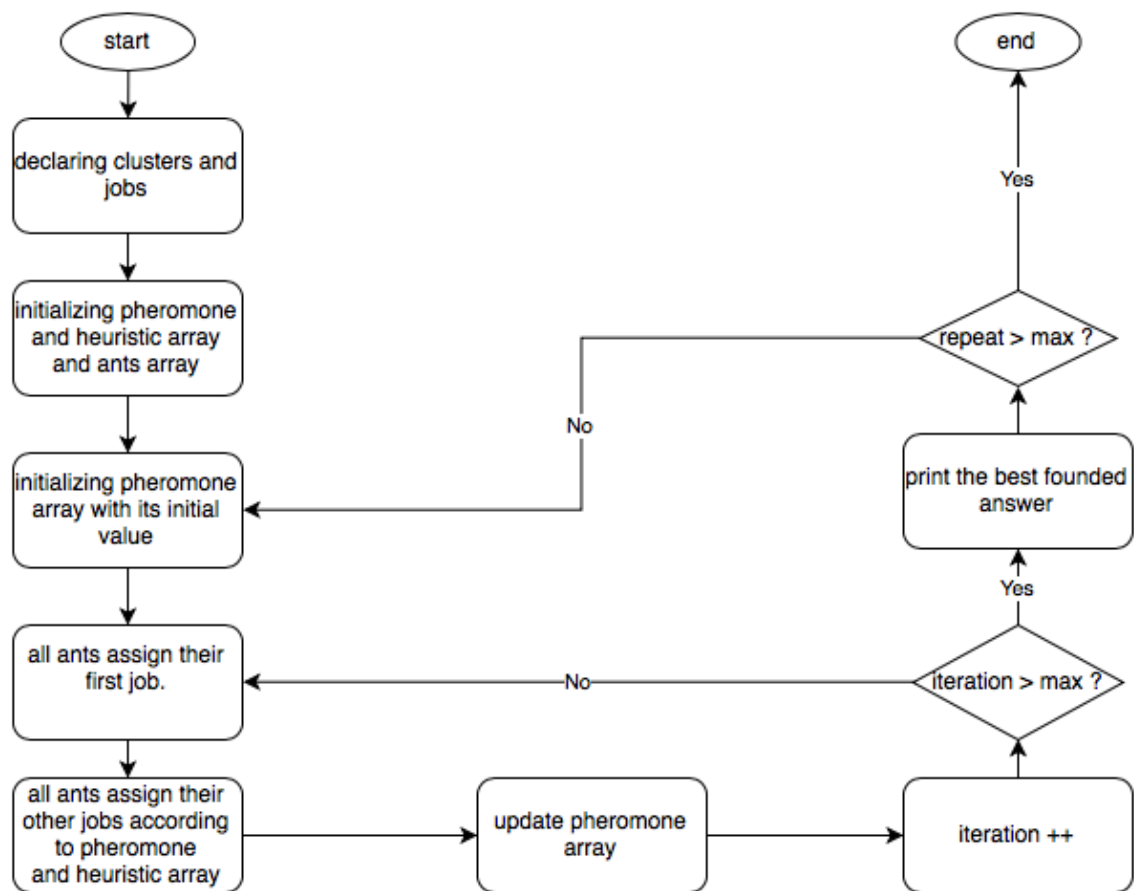 start
declaring clusters and
jobs
initializing pheromone
and heuristic array
and ants array
initializing pheromone
array with its initial
value
all ants assign their
first job.
all ants assign their
other jobs according
to pheromone
and heuristic array
update pheromone
array
iteration ++
iteration > max ?
No
Yes
print the best founded
answer
repeat > max ?
No
Yes
end